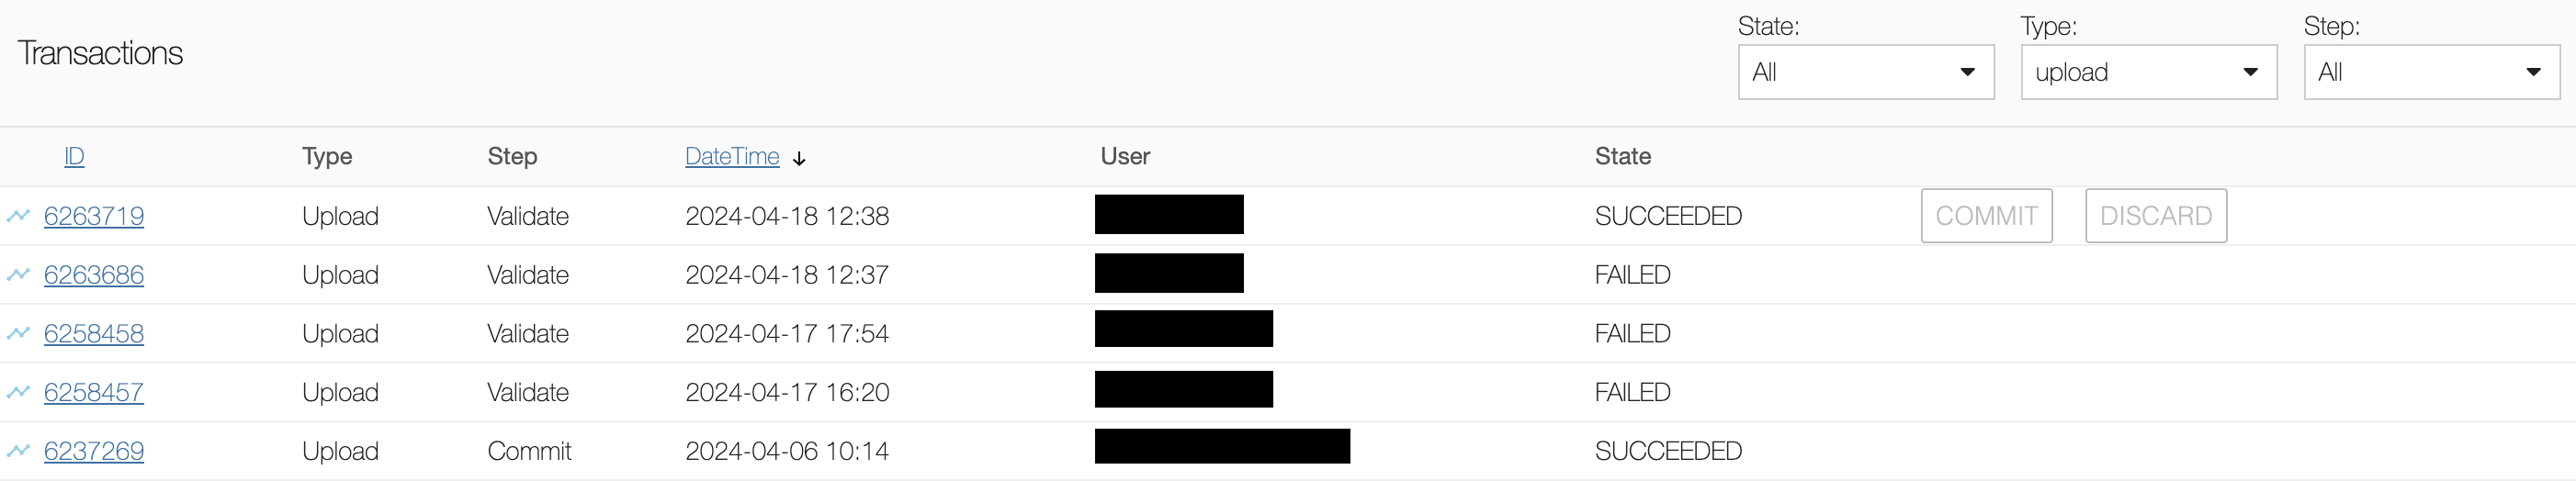 Transactions
State:
All
Type:
upload
Step:
All
ID Type Step DateTime ↓ User State
6263719 Upload Validate 2024-04-18 12:38 SUCCEEDED COMMIT DISCARD
6263686 Upload Validate 2024-04-18 12:37 FAILED
6258458 Upload Validate 2024-04-17 17:54 FAILED
6258457 Upload Validate 2024-04-17 16:20 FAILED
6237269 Upload Commit 2024-04-06 10:14 SUCCEEDED